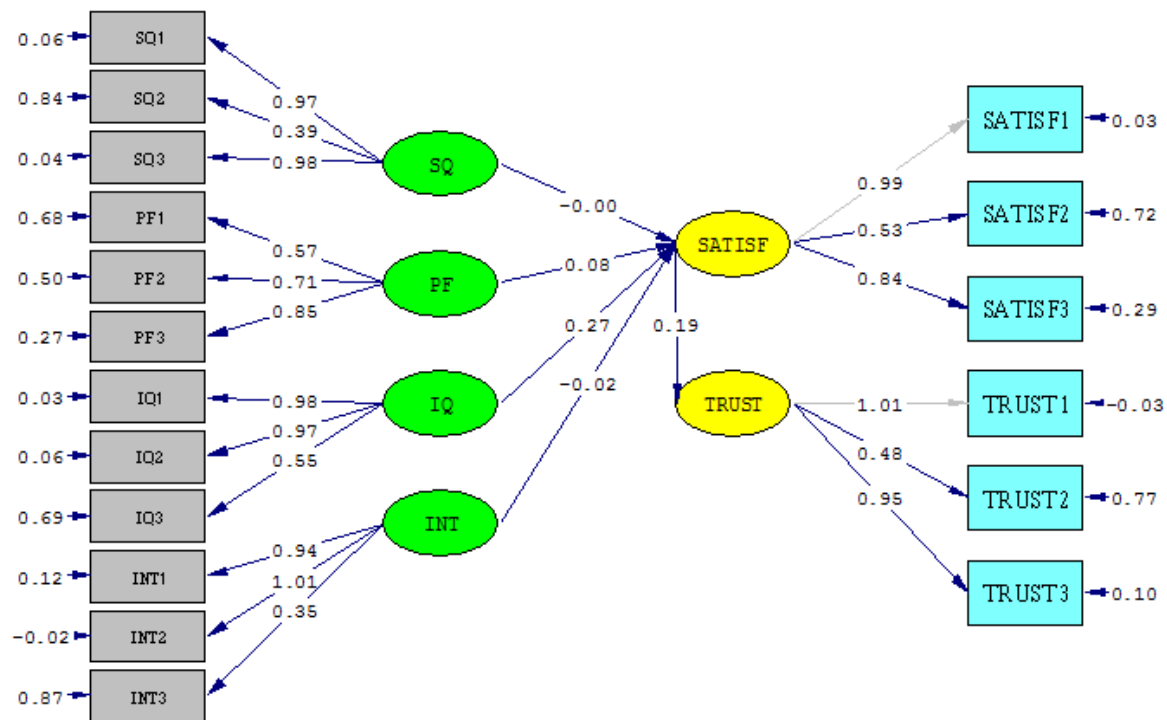 0.06 SQ1
0.84 SQ2
0.04 SQ3
0.68 PF1
0.50 PF2
0.27 PF3
0.03 IQ1
0.06 IQ2
0.69 IQ3
0.12 INT1
-0.02 INT2
0.87 INT3
0.97
0.39
0.98
0.57
0.71
0.85
0.98
0.97
0.55
0.94
1.01
0.35
SQ
PF
IQ
INT
-0.00
0.08
0.27
-0.02
SATISF
0.19
TRUST
0.99
0.53
0.84
1.01
0.48
0.95
SATISF1 0.03
SATISF2 0.72
SATISF3 0.29
TRUST1 -0.03
TRUST2 0.77
TRUST3 0.10